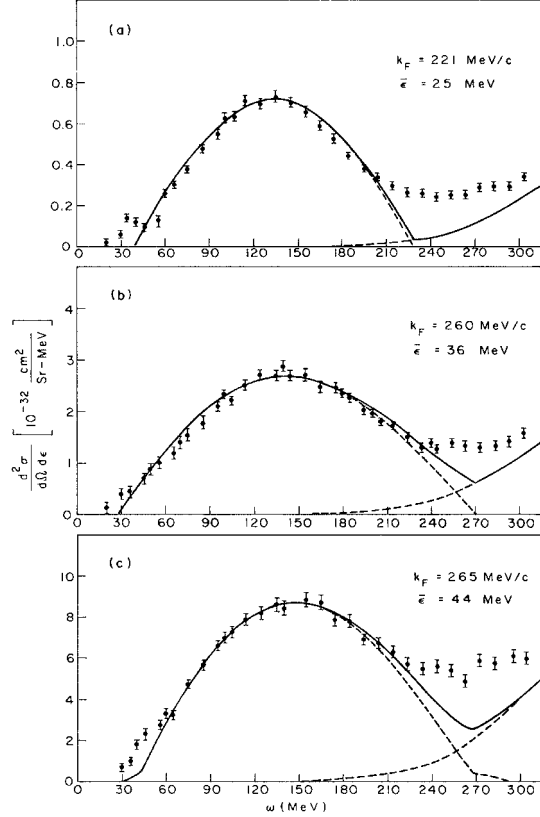 (a)
k_F = 221 MeV/c
ε̄ = 25 MeV
1.0
0.8
0.6
0.4
0.2
0
0 30 60 90 120 150 180 210 240 270 300
(b)
k_F = 260 MeV/c
ε̄ = 36 MeV
4
3
2
1
0
0 30 60 90 120 150 180 210 240 270 300
d²σ/dΩdε [10⁻³² cm²/Sr-MeV]
(c)
k_F = 265 MeV/c
ε̄ = 44 MeV
10
8
6
4
2
0
0 30 60 90 120 150 180 210 240 270 300
ω (MeV)